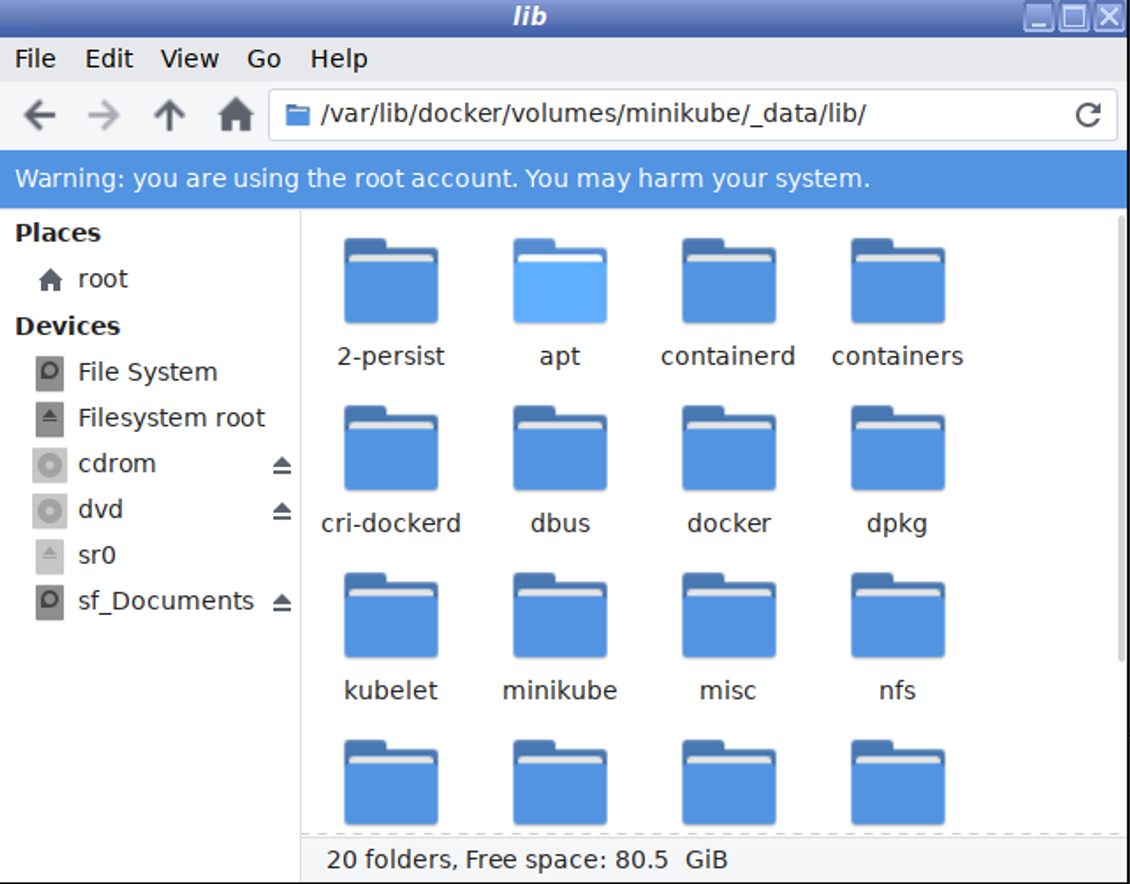 lib
File Edit View Go Help
/var/lib/docker/volumes/minikube/_data/lib/
Warning: you are using the root account. You may harm your system.
Places
root
Devices
File System
Filesystem root
cdrom
dvd
sr0
sf_Documents
2-persist apt containerd containers
cri-dockerd dbus docker dpkg
kubelet minikube misc nfs
20 folders, Free space: 80.5 GiB